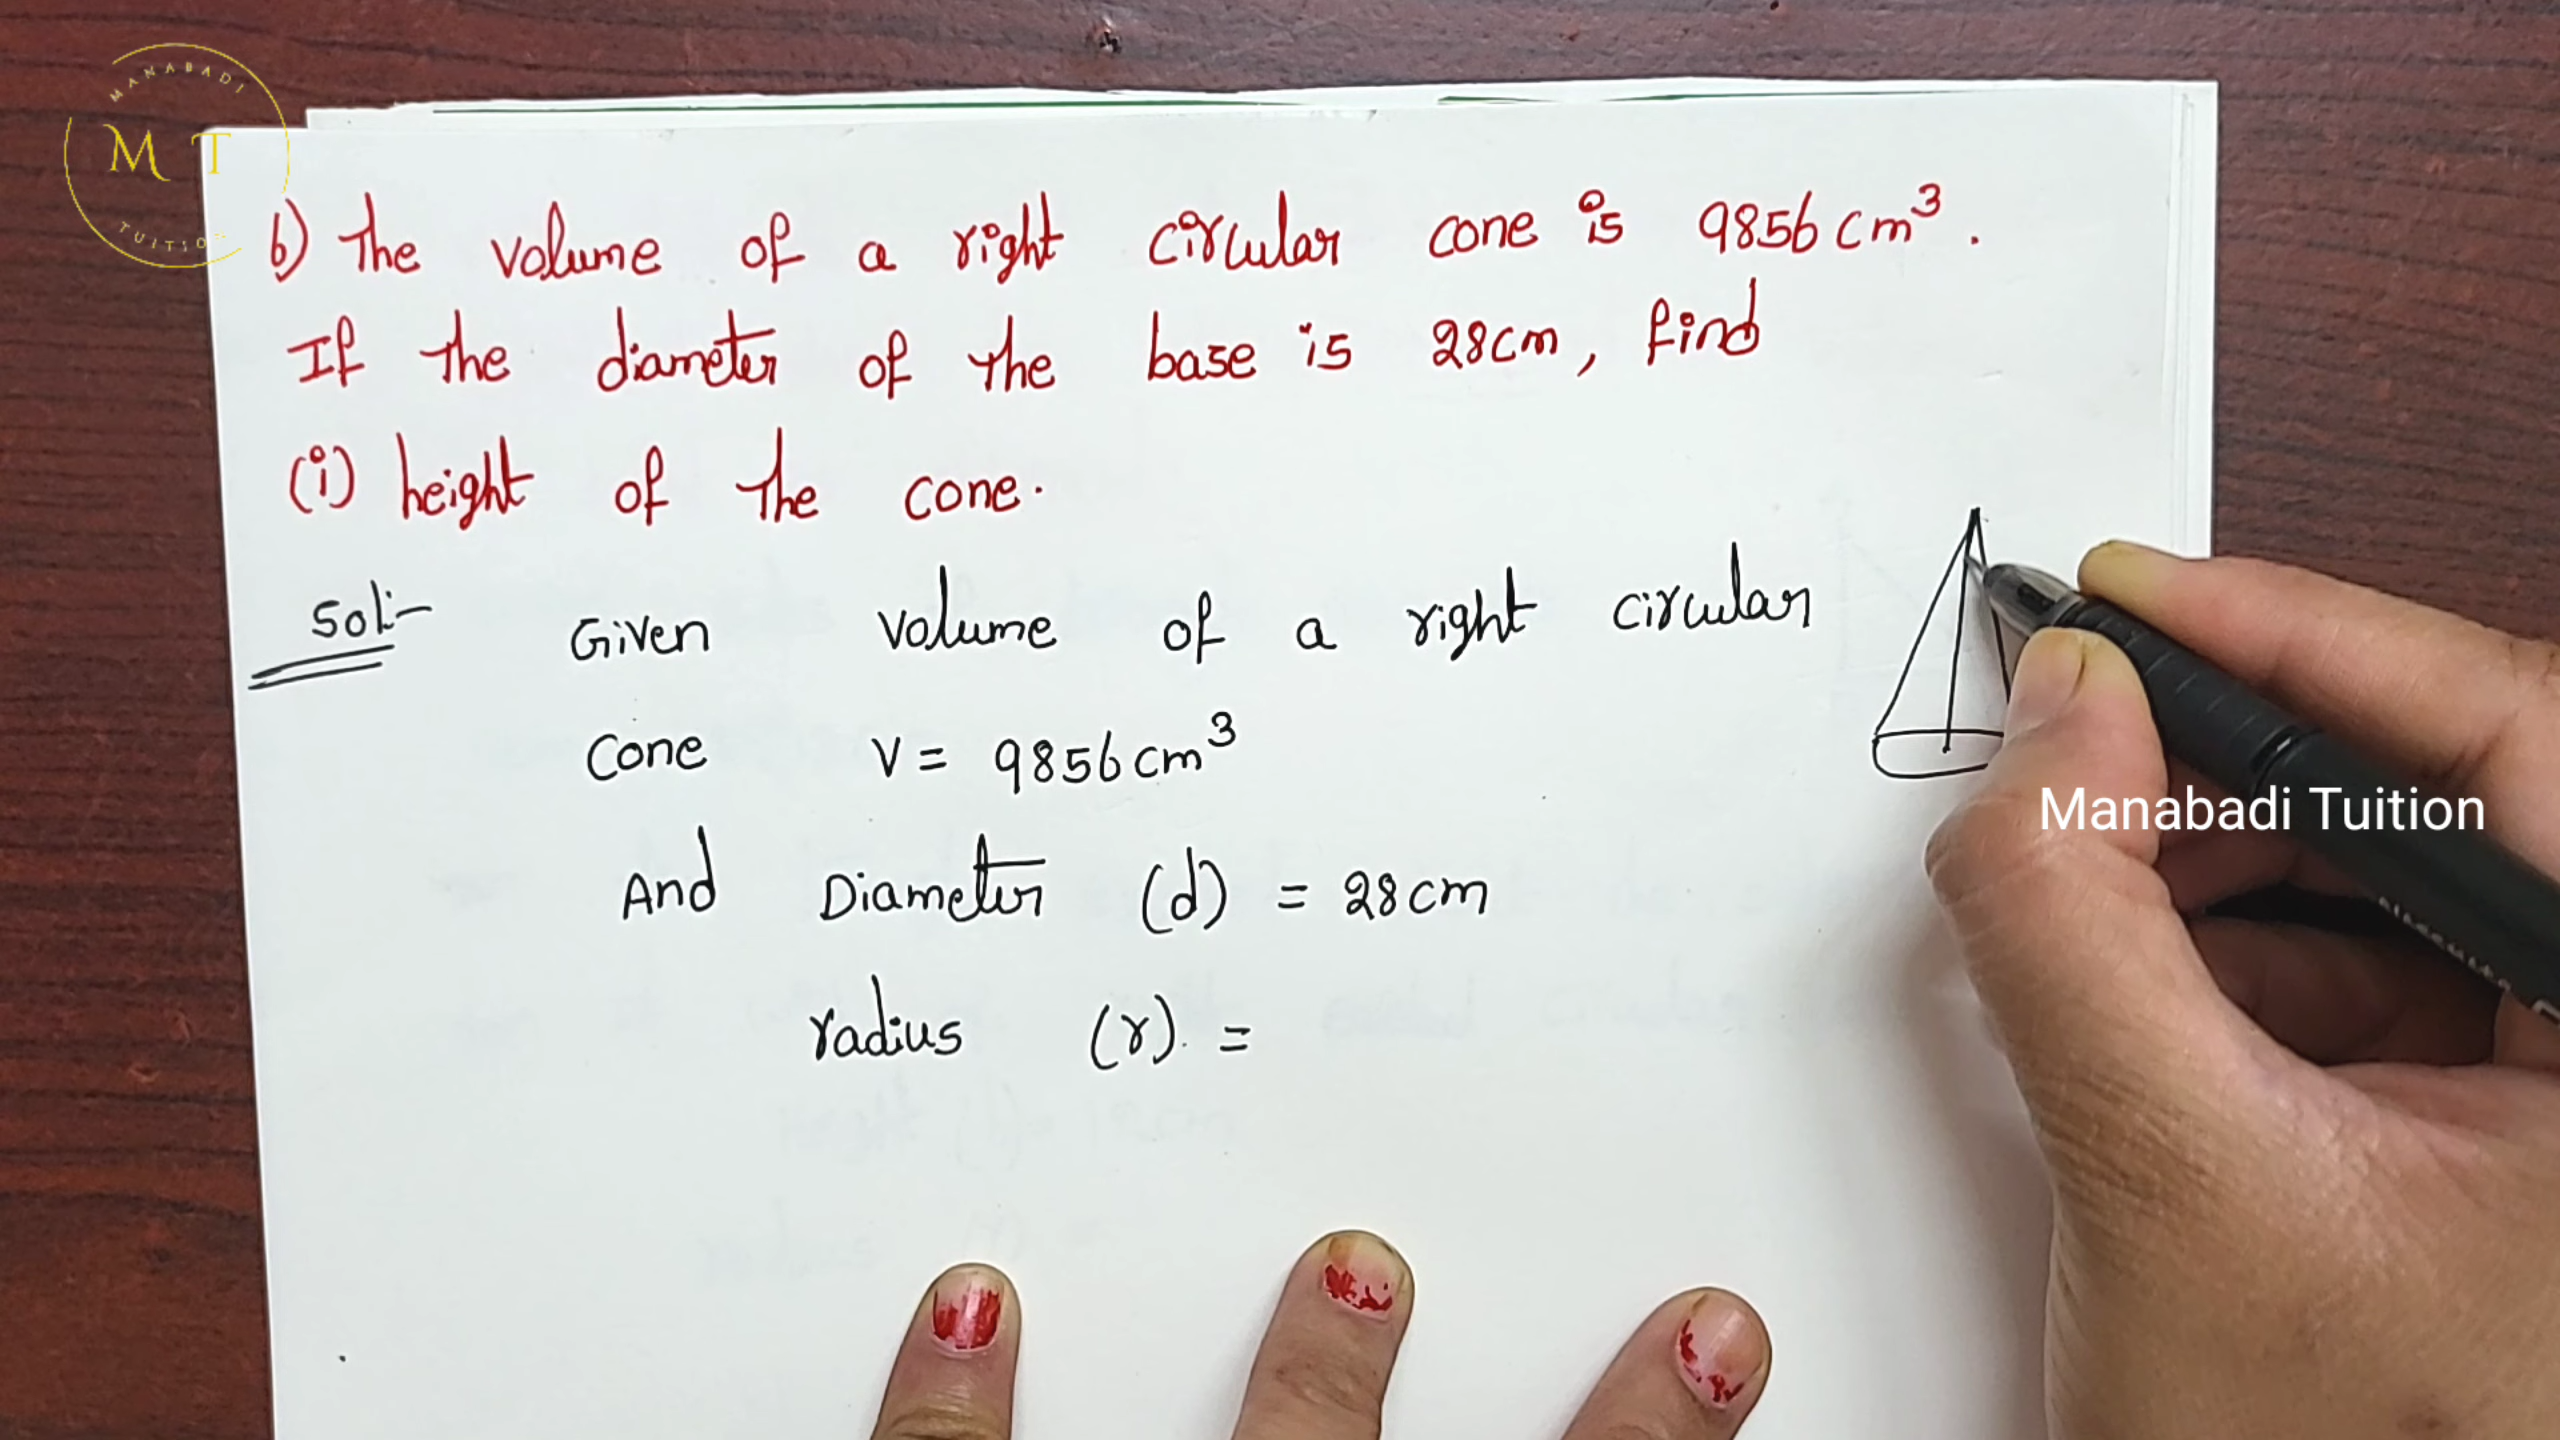 MANABADI
M T
TUITIO
6) The volume of a right circular cone is 9856 cm³.
If the diameter of the base is 28cm, find
(i) height of the cone.
Sol:-
Given volume of a right circular
Cone V = 9856 cm³
And Diameter (d) = 28cm
radius (r) =
Manabadi Tuition